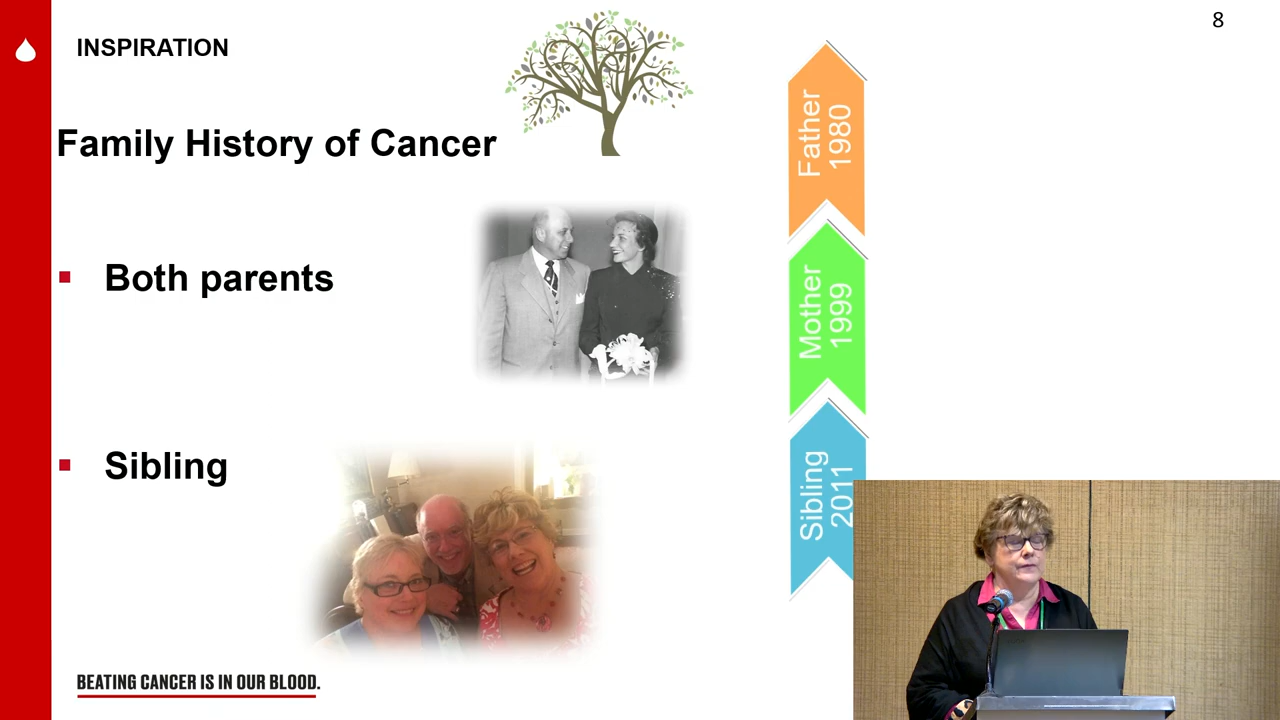 8
INSPIRATION
Family History of Cancer
Both parents
Sibling
Father
1980
Mother
1999
Sibling
2011
BEATING CANCER IS IN OUR BLOOD.